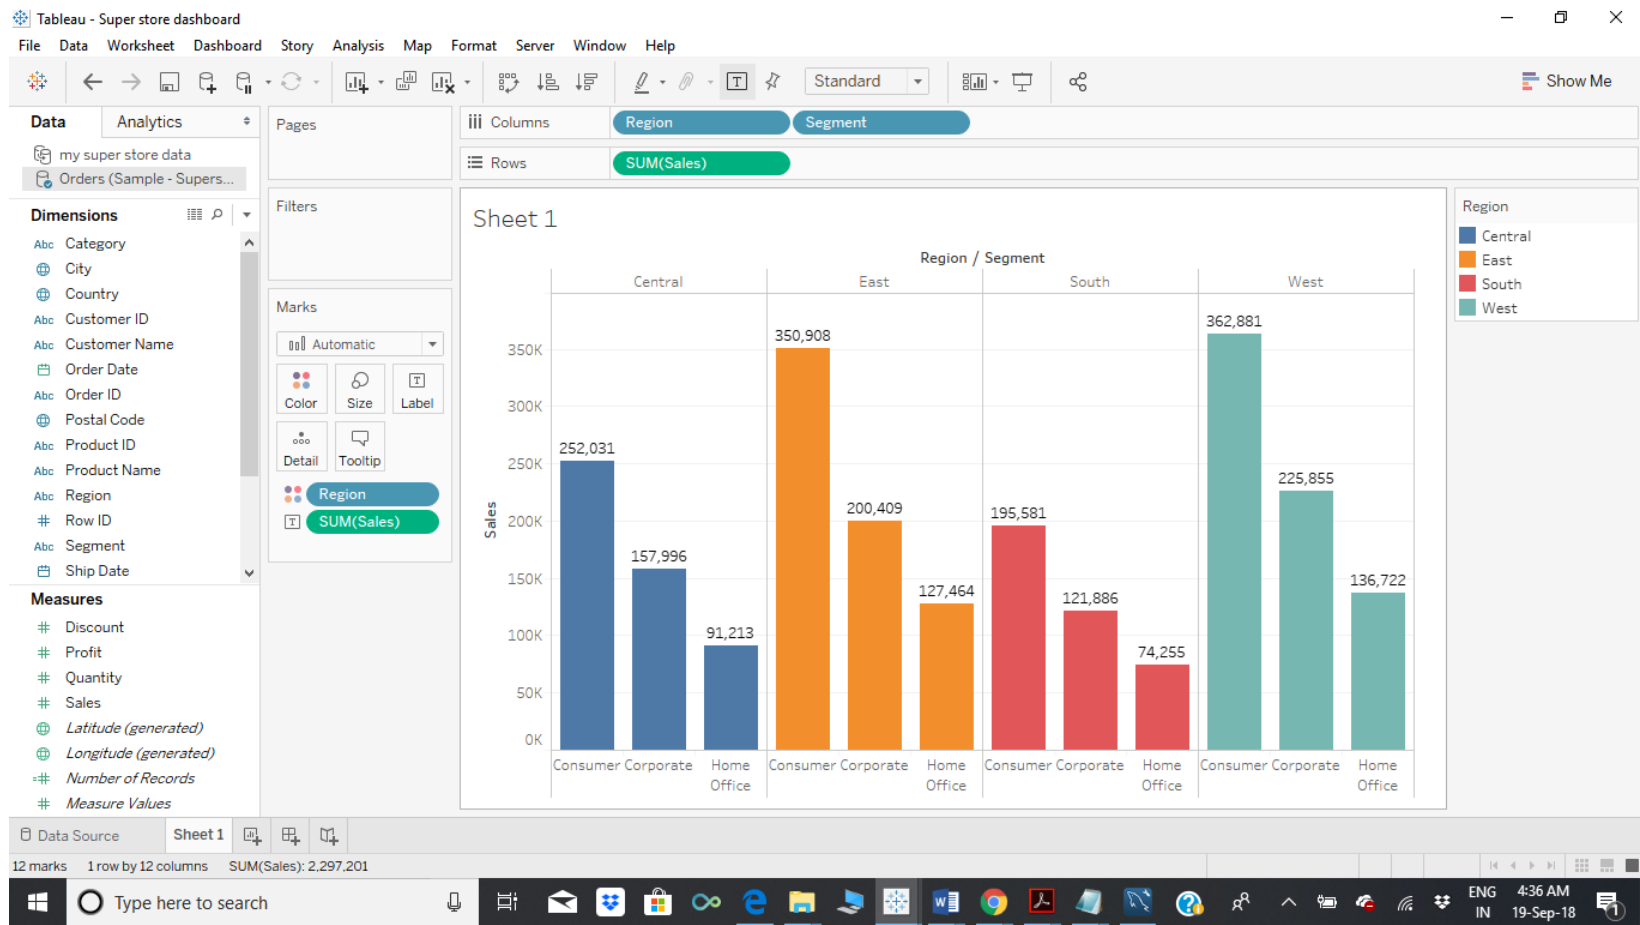 Tableau - Super store dashboard
File Data Worksheet Dashboard Story Analysis Map Format Server Window Help
Standard
Show Me
Data Analytics
my super store data
Orders (Sample - Supers...
Dimensions
Abc Category
City
Country
Abc Customer ID
Abc Customer Name
Order Date
Abc Order ID
Postal Code
Abc Product ID
Abc Product Name
Abc Region
# Row ID
Abc Segment
Ship Date
Measures
# Discount
# Profit
# Quantity
# Sales
Latitude (generated)
Longitude (generated)
=# Number of Records
# Measure Values
Pages
Filters
Marks
Automatic
Color Size Label
Detail Tooltip
Region
SUM(Sales)
Columns Region Segment
Rows SUM(Sales)
Sheet 1
Region / Segment
Central East South West
Sales
350K
300K
250K
200K
150K
100K
50K
0K
252,031
157,996
91,213
350,908
200,409
127,464
195,581
121,886
74,255
362,881
225,855
136,722
Consumer Corporate Home Office Consumer Corporate Home Office Consumer Corporate Home Office Consumer Corporate Home Office
Region
Central
East
South
West
Data Source Sheet 1
12 marks 1 row by 12 columns SUM(Sales): 2,297,201
Type here to search
ENG
IN
4:36 AM
19-Sep-18
1